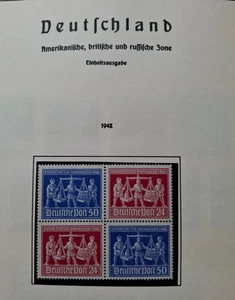 Deutschland
Amerikanische, britische und russische Zone
Einheitsausgabe
1948
Deutsche Post 50
Deutsche Post 24
Deutsche Post 24
Deutsche Post 50